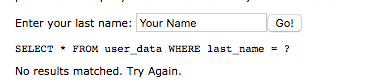 Enter your last name: Your Name Go!
SELECT * FROM user_data WHERE last_name = ?
No results matched. Try Again.